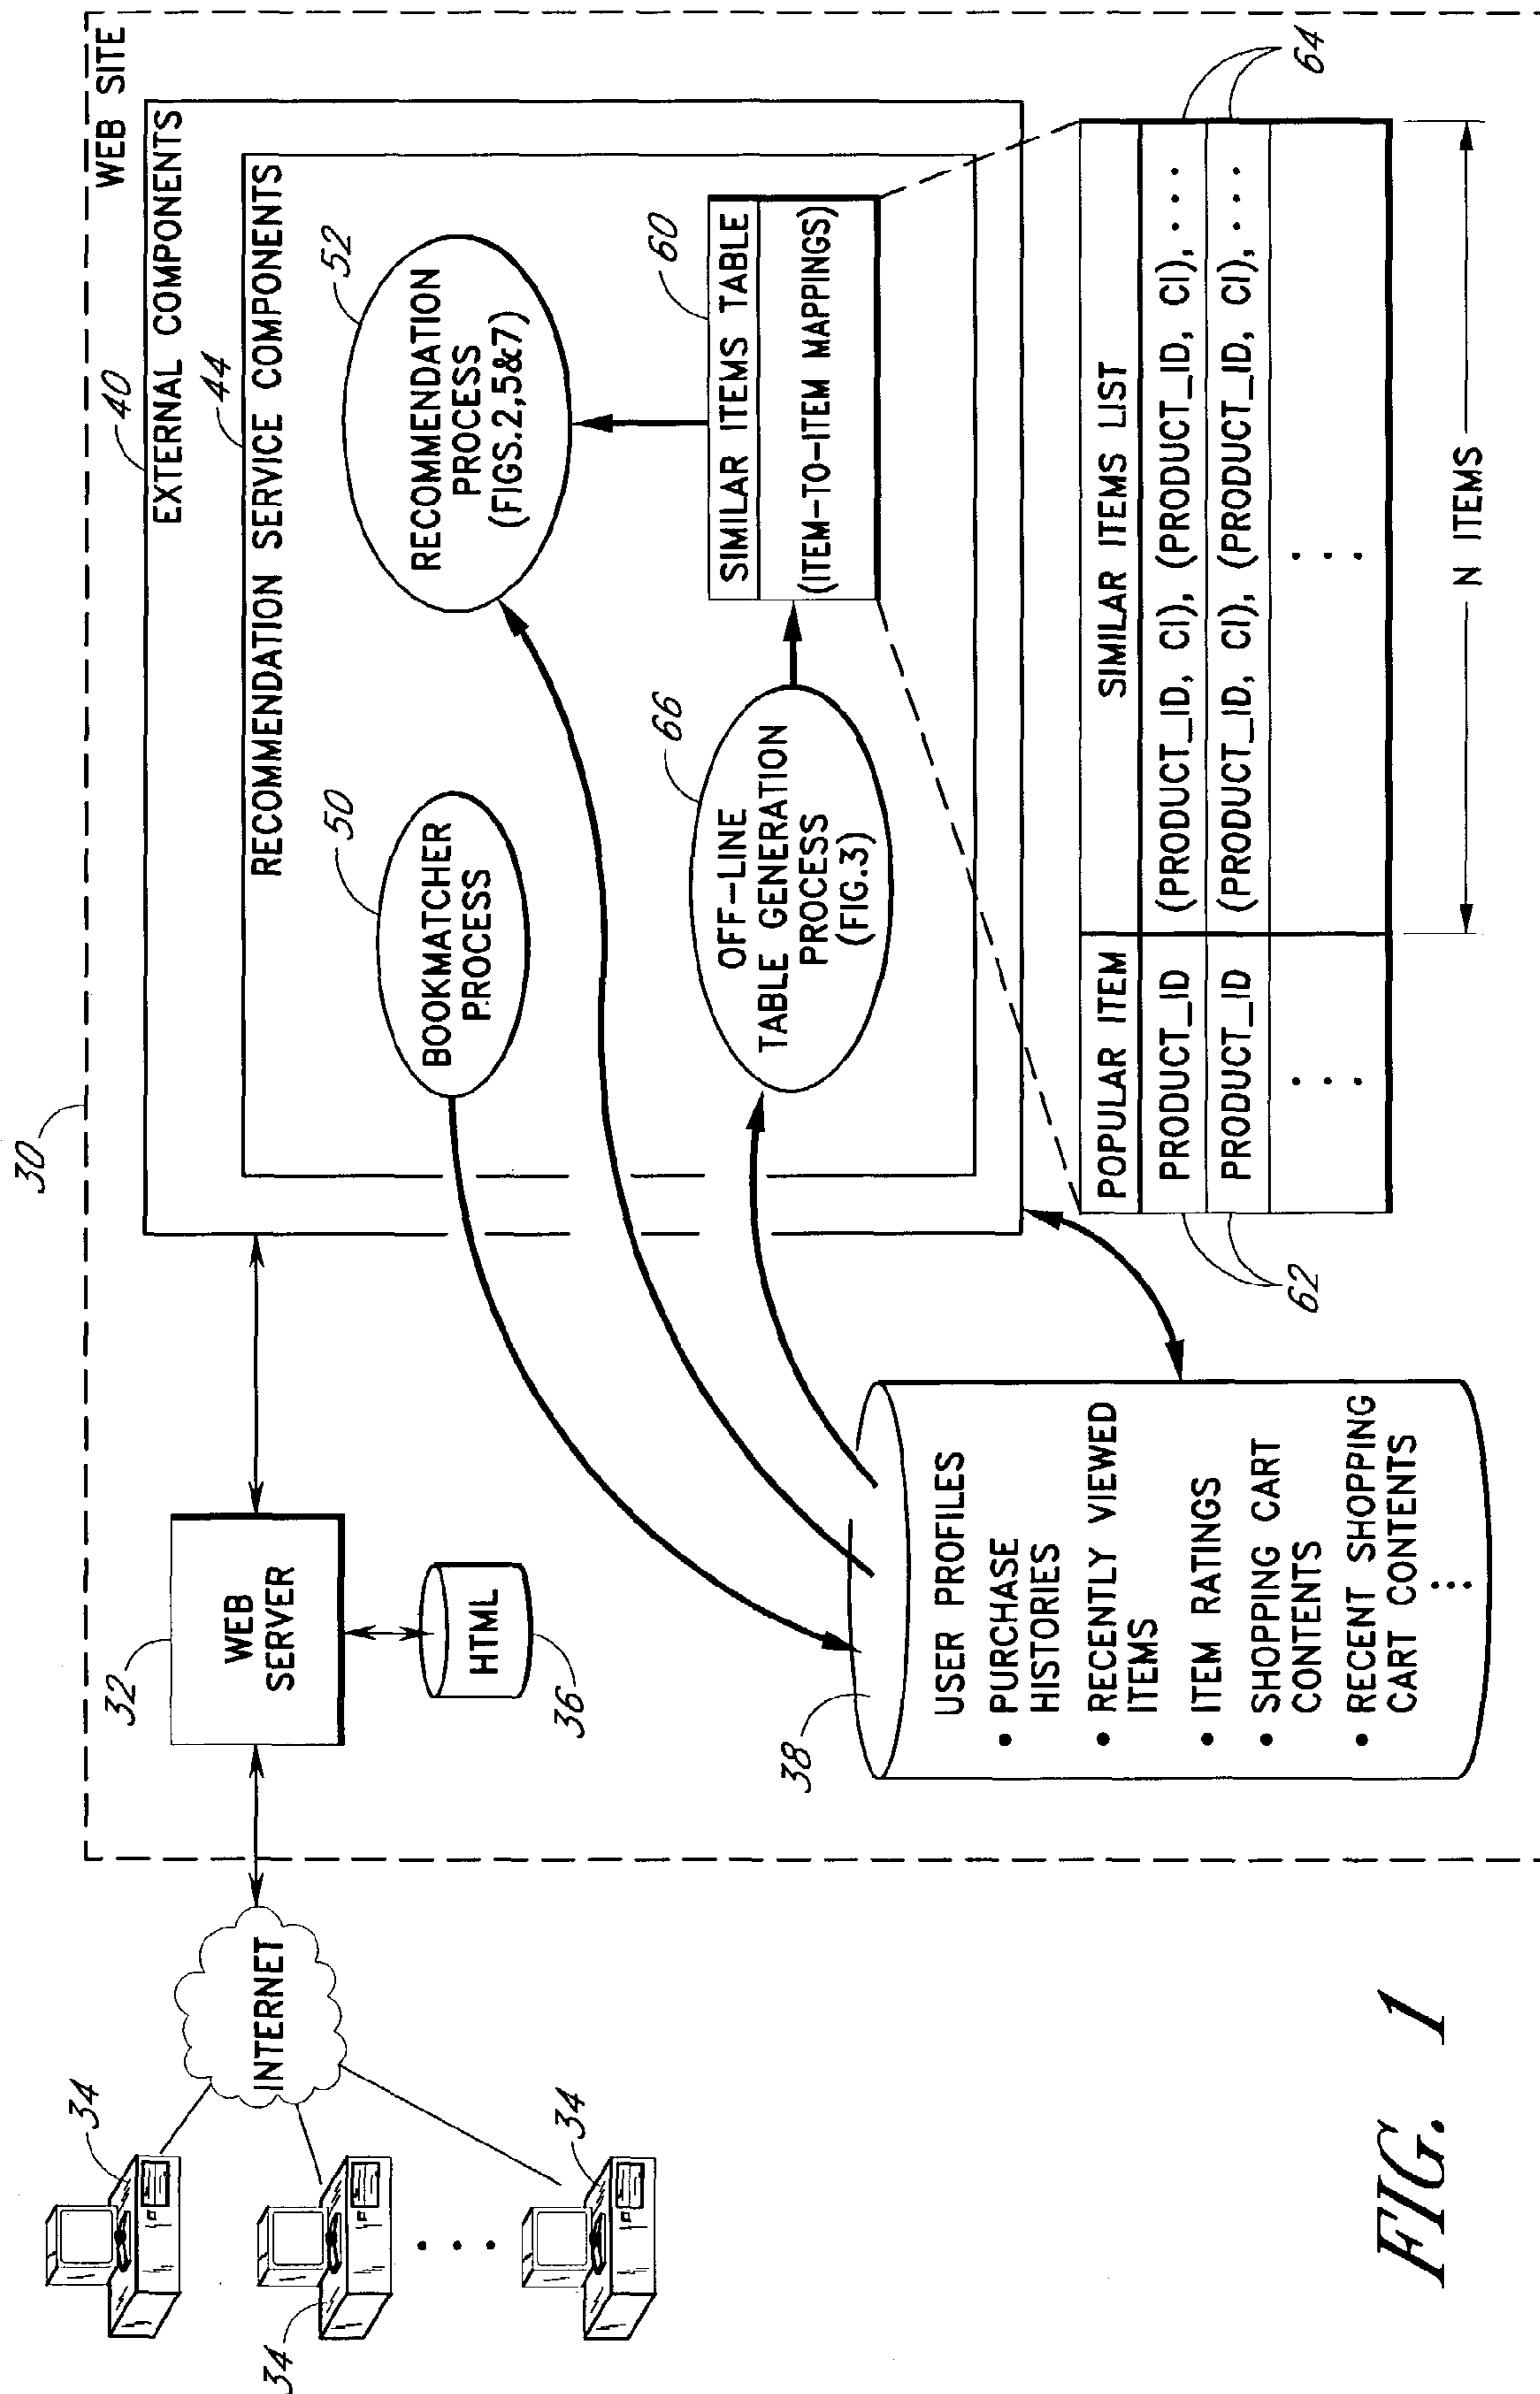 30
WEB SITE
40
EXTERNAL COMPONENTS
44
RECOMMENDATION SERVICE COMPONENTS
34
34
34
INTERNET
32
WEB
SERVER
HTML
36
50
BOOKMATCHER
PROCESS
52
RECOMMENDATION
PROCESS
(FIGS.2,5&7)
66
OFF-LINE
TABLE GENERATION
PROCESS
(FIG.3)
60
SIMILAR ITEMS TABLE
(ITEM-TO-ITEM MAPPINGS)
38
USER PROFILES
• PURCHASE
HISTORIES
• RECENTLY VIEWED
ITEMS
• ITEM RATINGS
• SHOPPING CART
CONTENTS
• RECENT SHOPPING
CART CONTENTS
POPULAR ITEM SIMILAR ITEMS LIST
PRODUCT_ID (PRODUCT_ID, CI), (PRODUCT_ID, CI), ...
PRODUCT_ID (PRODUCT_ID, CI), (PRODUCT_ID, CI), ...
62
64
N ITEMS
FIG. 1